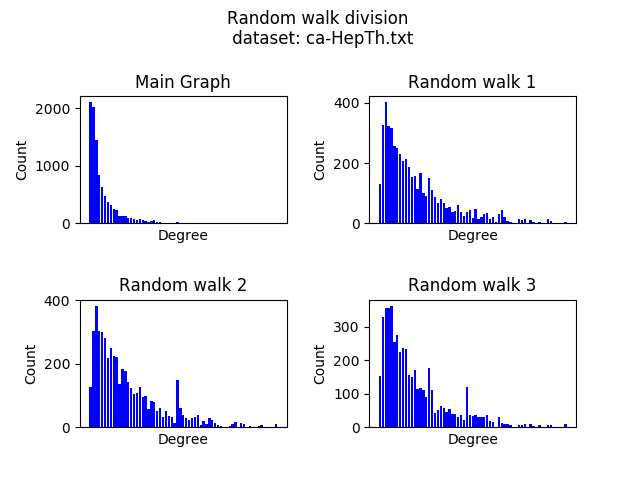 Random walk division
dataset: ca-HepTh.txt
Main Graph
Count
2000
1000
0
Degree
Random walk 1
Count
400
200
0
Degree
Random walk 2
Count
400
200
0
Degree
Random walk 3
Count
300
200
100
0
Degree